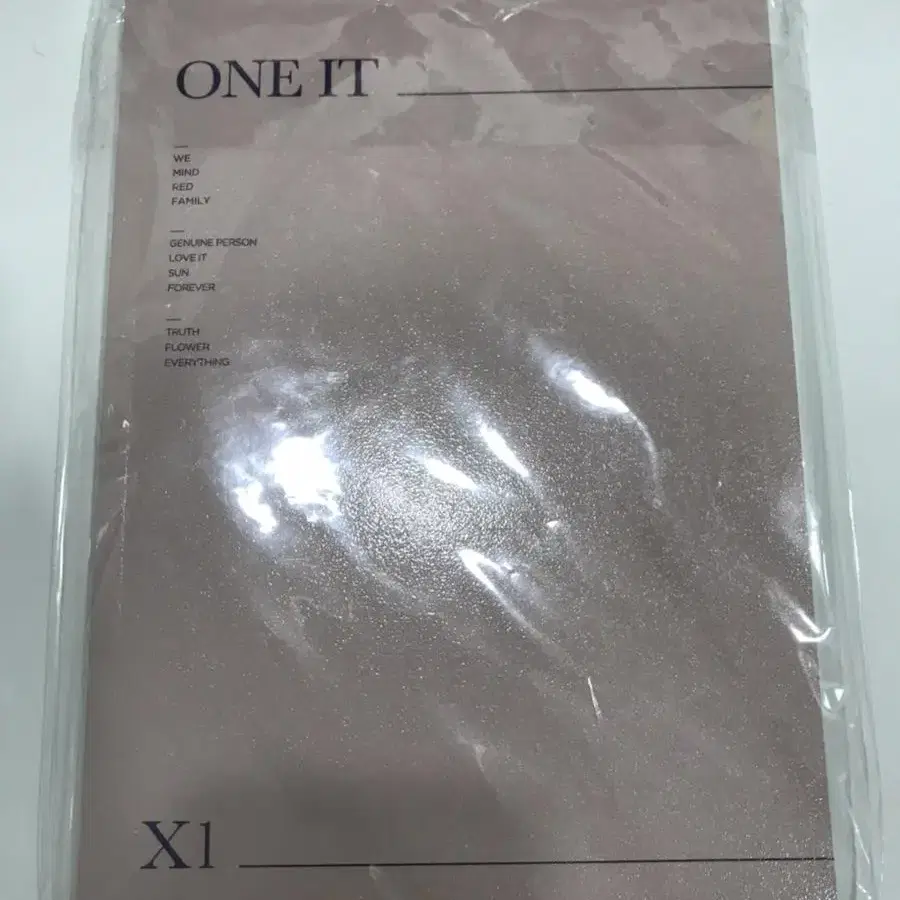 ONE IT
WE
MIND
RED
FAMILY
GENUINE PERSON
LOVE IT
SUN
FOREVER
TRUTH
FLOWER
EVERYTHING
X1